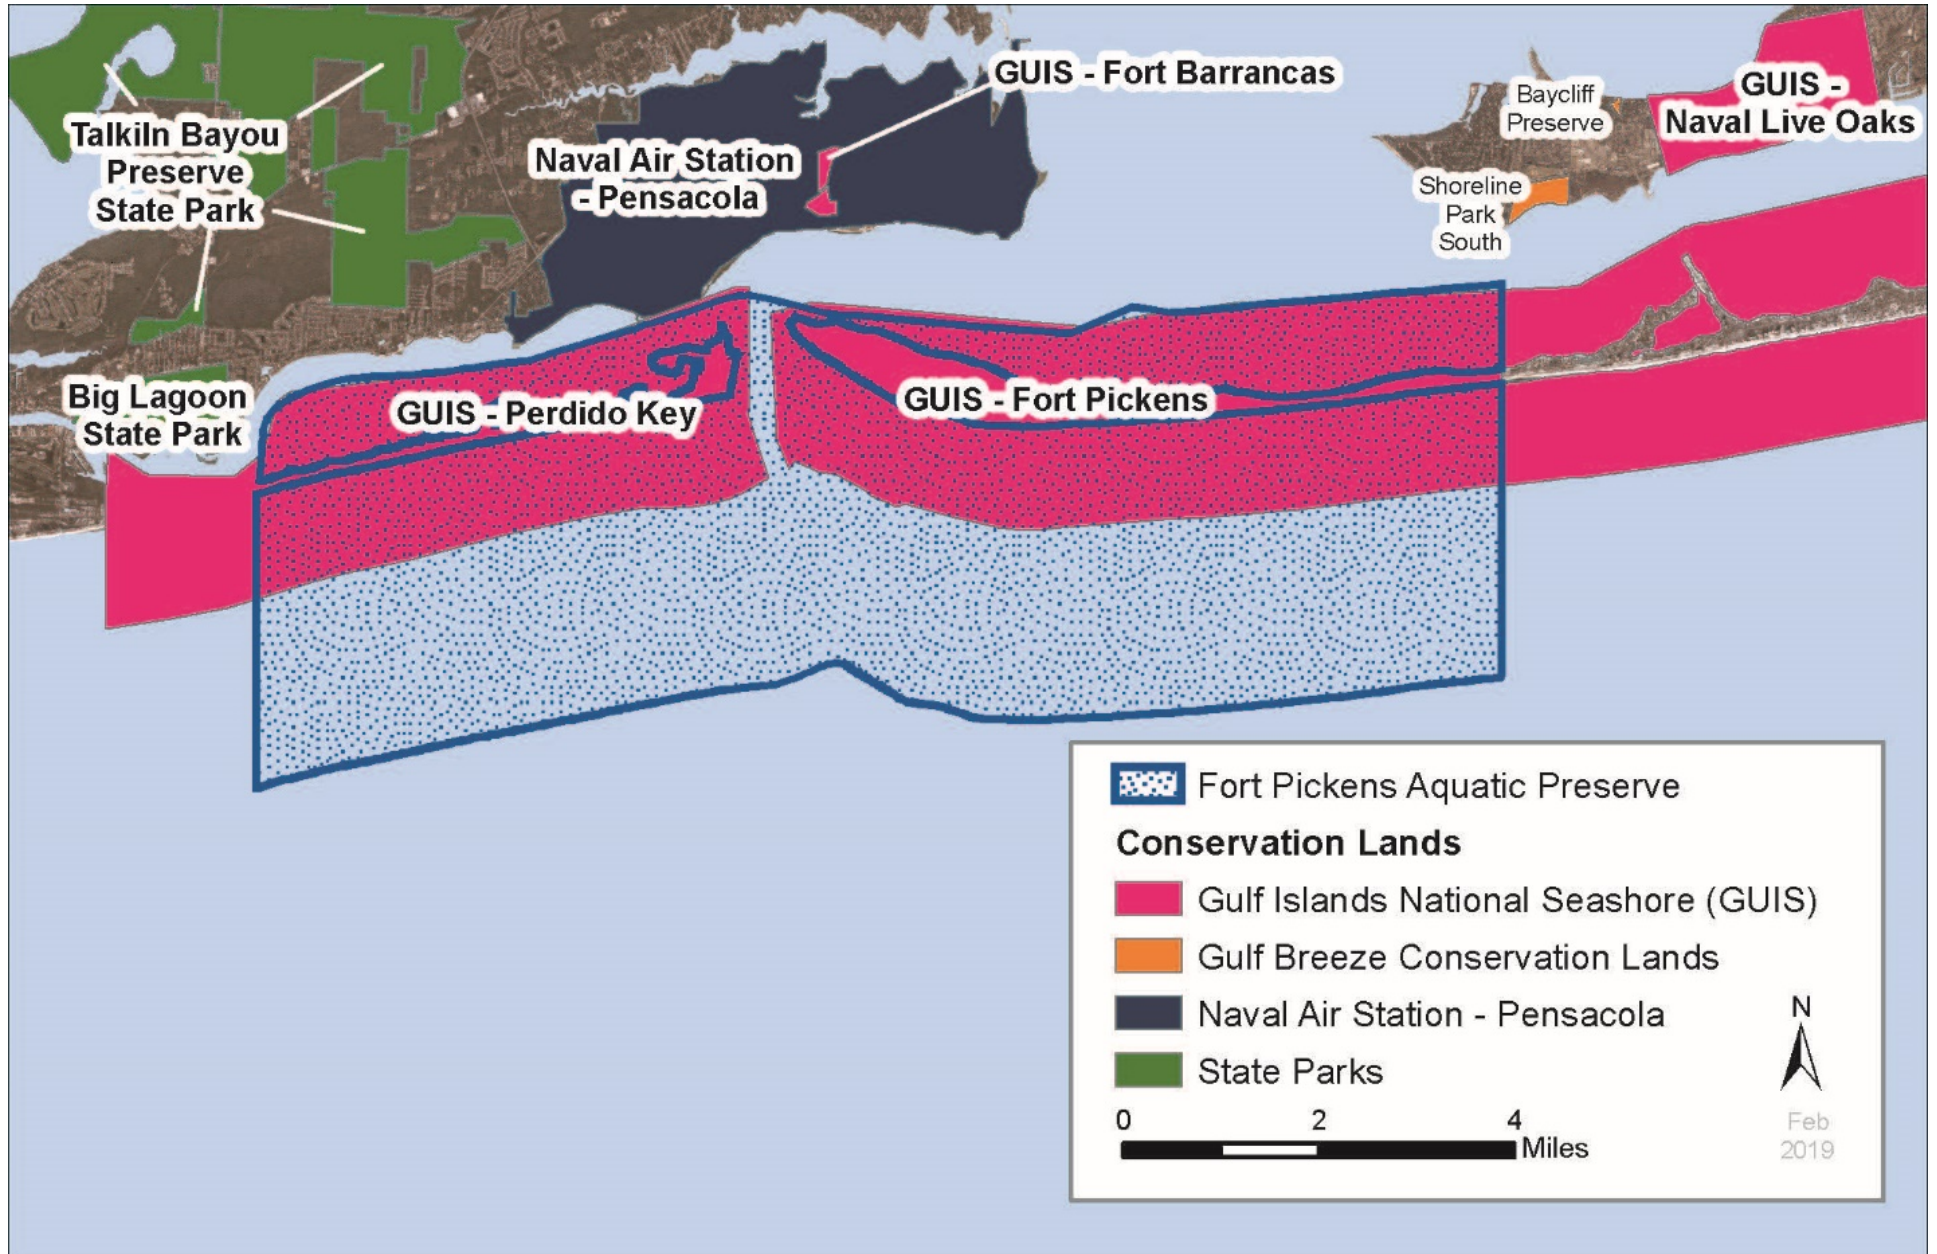 GUIS - Fort Barrancas
Baycliff
Preserve
GUIS -
Naval Live Oaks
Talkiln Bayou
Preserve
State Park
Naval Air Station
- Pensacola
Shoreline
Park
South
Big Lagoon
State Park
GUIS - Perdido Key
GUIS - Fort Pickens
Fort Pickens Aquatic Preserve
Conservation Lands
Gulf Islands National Seashore (GUIS)
Gulf Breeze Conservation Lands
Naval Air Station - Pensacola
State Parks
N
0 2 4
Miles
Feb
2019